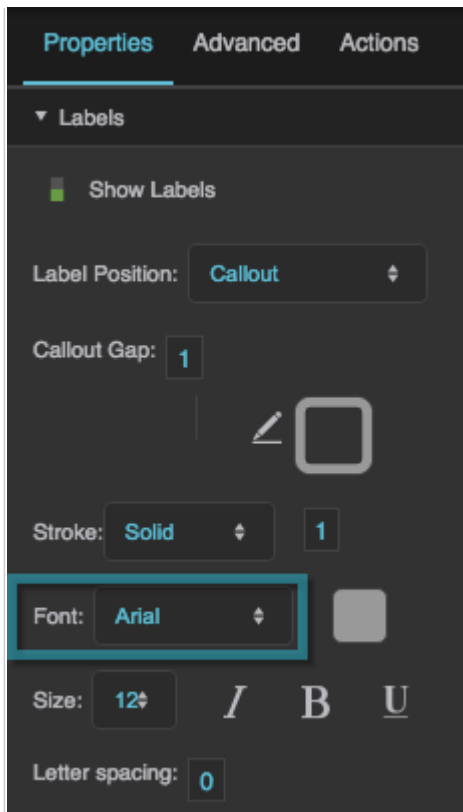 Properties Advanced Actions
Labels
Show Labels
Label Position: Callout
Callout Gap: 1
Stroke: Solid 1
Font: Arial
Size: 12 I B U
Letter spacing: 0